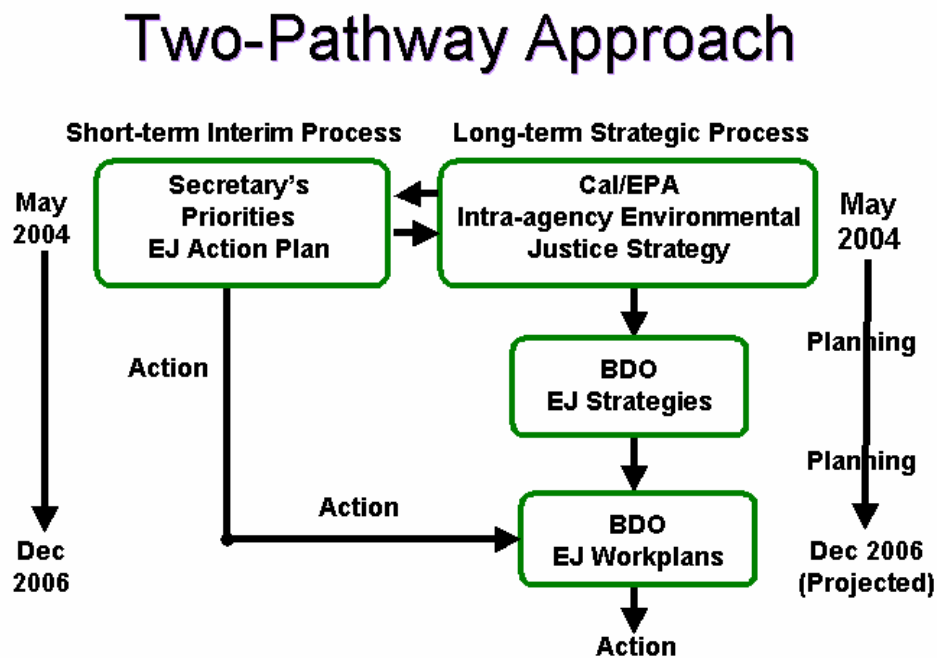 Two-Pathway Approach
Short-term Interim Process
Long-term Strategic Process
May
2004
Secretary's
Priorities
EJ Action Plan
Cal/EPA
Intra-agency Environmental
Justice Strategy
May
2004
Action
Planning
BDO
EJ Strategies
Planning
Action
Dec
2006
BDO
EJ Workplans
Dec 2006
(Projected)
Action